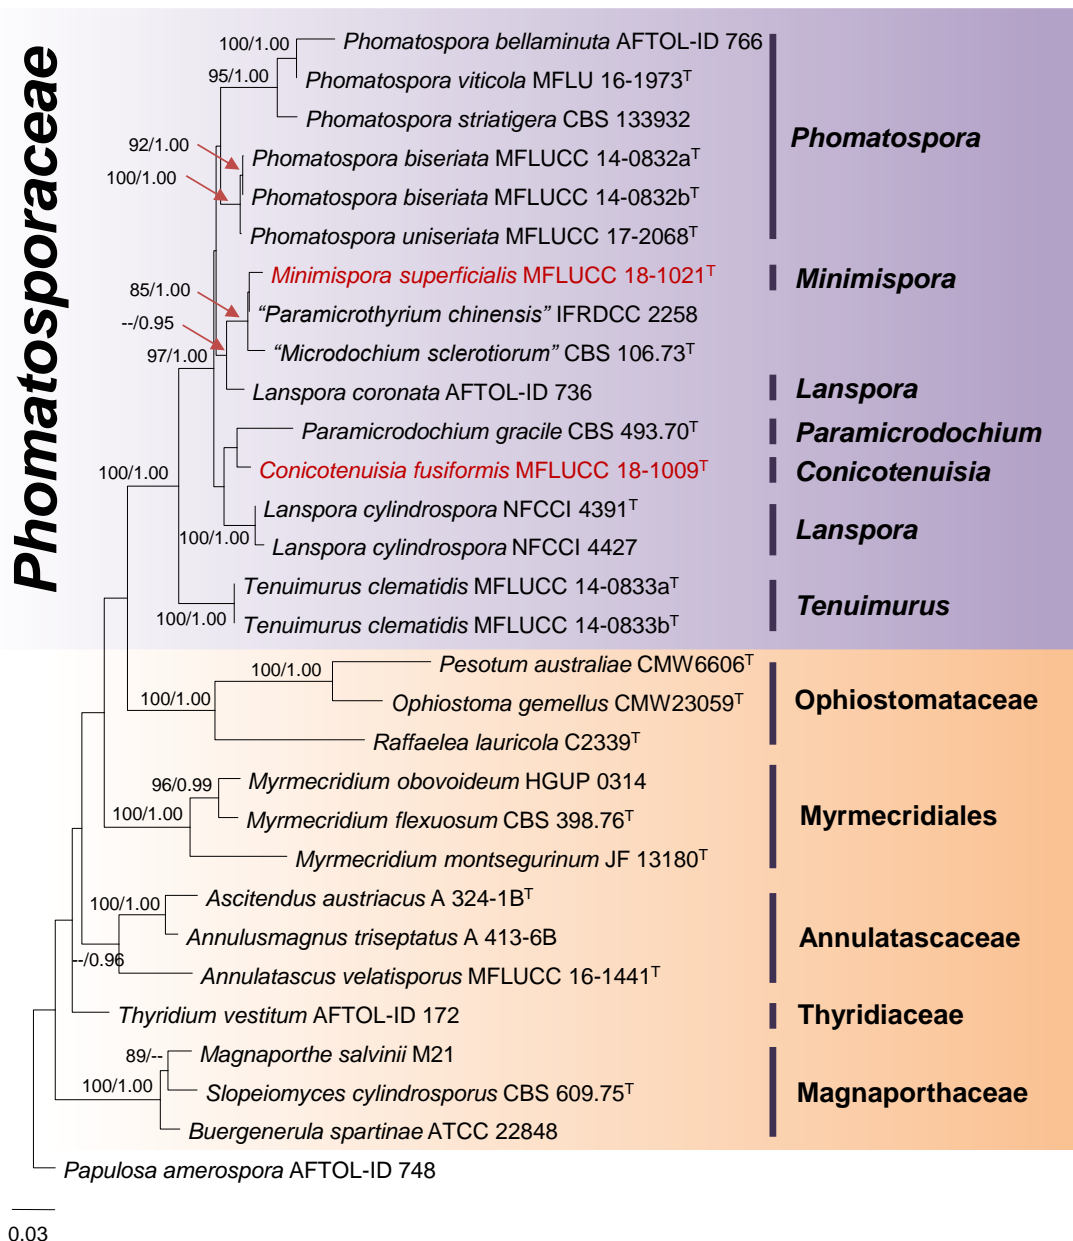 Phomatosporaceae
100/1.00
Phomatospora bellaminuta AFTOL-ID 766
95/1.00
Phomatospora viticola MFLU 16-1973ᵀ
Phomatospora striatigera CBS 133932
Phomatospora
92/1.00
Phomatospora biseriata MFLUCC 14-0832aᵀ
100/1.00
Phomatospora biseriata MFLUCC 14-0832bᵀ
Phomatospora uniseriata MFLUCC 17-2068ᵀ
Minimispora superficialis MFLUCC 18-1021ᵀ
Minimispora
85/1.00
“Paramicrothyrium chinensis” IFRDCC 2258
--/0.95
“Microdochium sclerotiorum” CBS 106.73ᵀ
97/1.00
Lanspora coronata AFTOL-ID 736
Lanspora
Paramicrodochium gracile CBS 493.70ᵀ
Paramicrodochium
100/1.00
Conicotenuisia fusiformis MFLUCC 18-1009ᵀ
Conicotenuisia
Lanspora cylindrospora NFCCI 4391ᵀ
Lanspora
100/1.00
Lanspora cylindrospora NFCCI 4427
Tenuimurus clematidis MFLUCC 14-0833aᵀ
Tenuimurus
100/1.00
Tenuimurus clematidis MFLUCC 14-0833bᵀ
100/1.00
Pesotum australiae CMW6606ᵀ
100/1.00
Ophiostoma gemellus CMW23059ᵀ
Ophiostomataceae
Raffaelea lauricola C2339ᵀ
96/0.99
Myrmecridium obovoideum HGUP 0314
100/1.00
Myrmecridium flexuosum CBS 398.76ᵀ
Myrmecridiales
Myrmecridium montsegurinum JF 13180ᵀ
100/1.00
Ascitendus austriacus A 324-1Bᵀ
Annulusmagnus triseptatus A 413-6B
Annulatascaceae
--/0.96
Annulatascus velatisporus MFLUCC 16-1441ᵀ
Thyridium vestitum AFTOL-ID 172
Thyridiaceae
89/--
Magnaporthe salvinii M21
100/1.00
Slopeiomyces cylindrosporus CBS 609.75ᵀ
Magnaporthaceae
Buergenerula spartinae ATCC 22848
Papulosa amerospora AFTOL-ID 748
0.03